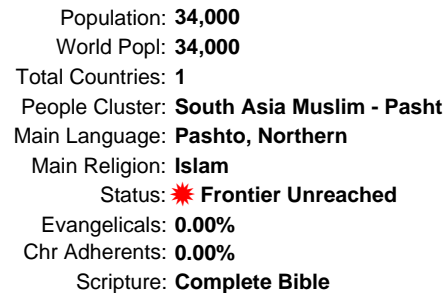 Population: 34,000
World Popl: 34,000
Total Countries: 1
People Cluster: South Asia Muslim - Pasht
Main Language: Pashto, Northern
Main Religion: Islam
Status: Frontier Unreached
Evangelicals: 0.00%
Chr Adherents: 0.00%
Scripture: Complete Bible